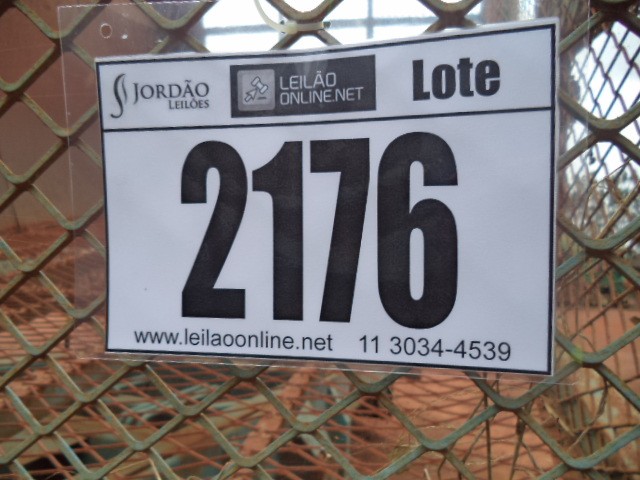 JORDÃO
LEILÕES
LEILÃO
ONLINE.NET
Lote
2176
www.leilaoonline.net 11 3034-4539